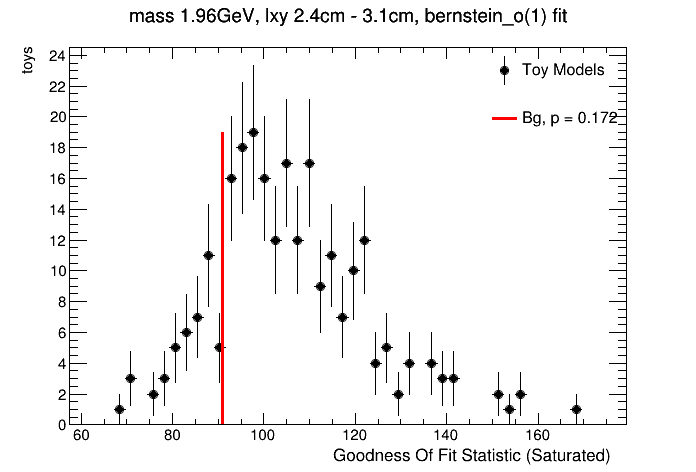 mass 1.96GeV, lxy 2.4cm - 3.1cm, bernstein_o(1) fit
toys
24
22
20
18
16
14
12
10
8
6
4
2
0
Toy Models
Bg, p = 0.172
60 80 100 120 140 160
Goodness Of Fit Statistic (Saturated)